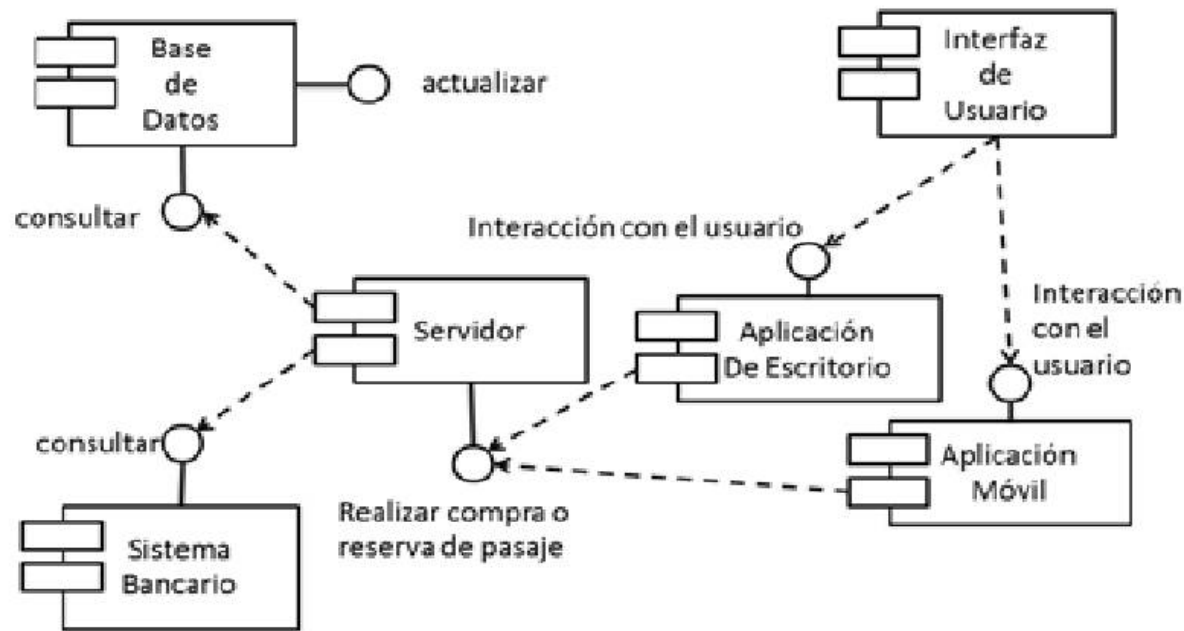 Base
de
Datos
actualizar
Interfaz
de
Usuario
consultar
Interacción con el usuario
Interacción
con el
usuario
Servidor
Aplicación
De Escritorio
consultar
Aplicación
Móvil
Realizar compra o
reserva de pasaje
Sistema
Bancario